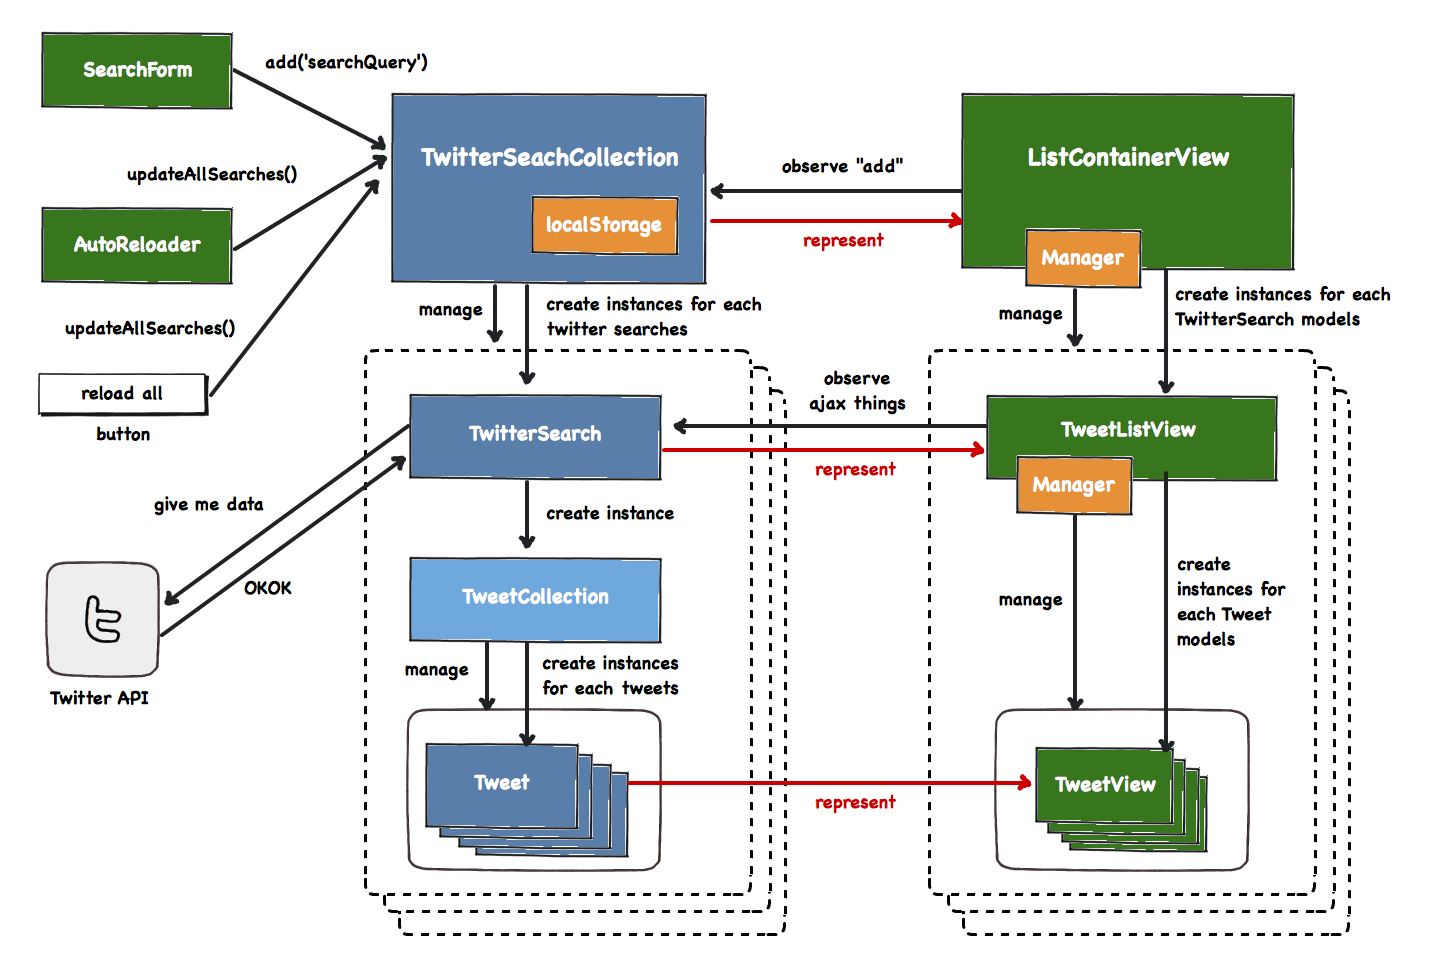 SearchForm
add('searchQuery')
TwitterSeachCollection
ListContainerView
observe "add"
updateAllSearches()
localStorage
represent
AutoReloader
Manager
manage
create instances for each
twitter searches
manage
create instances for each
TwitterSearch models
updateAllSearches()
reload all
button
observe
ajax things
TwitterSearch
TweetListView
represent
Manager
give me data
create instance
OKOK
TweetCollection
create
instances for
each Tweet
models
manage
Twitter API
manage
create instances
for each tweets
Tweet
TweetView
represent